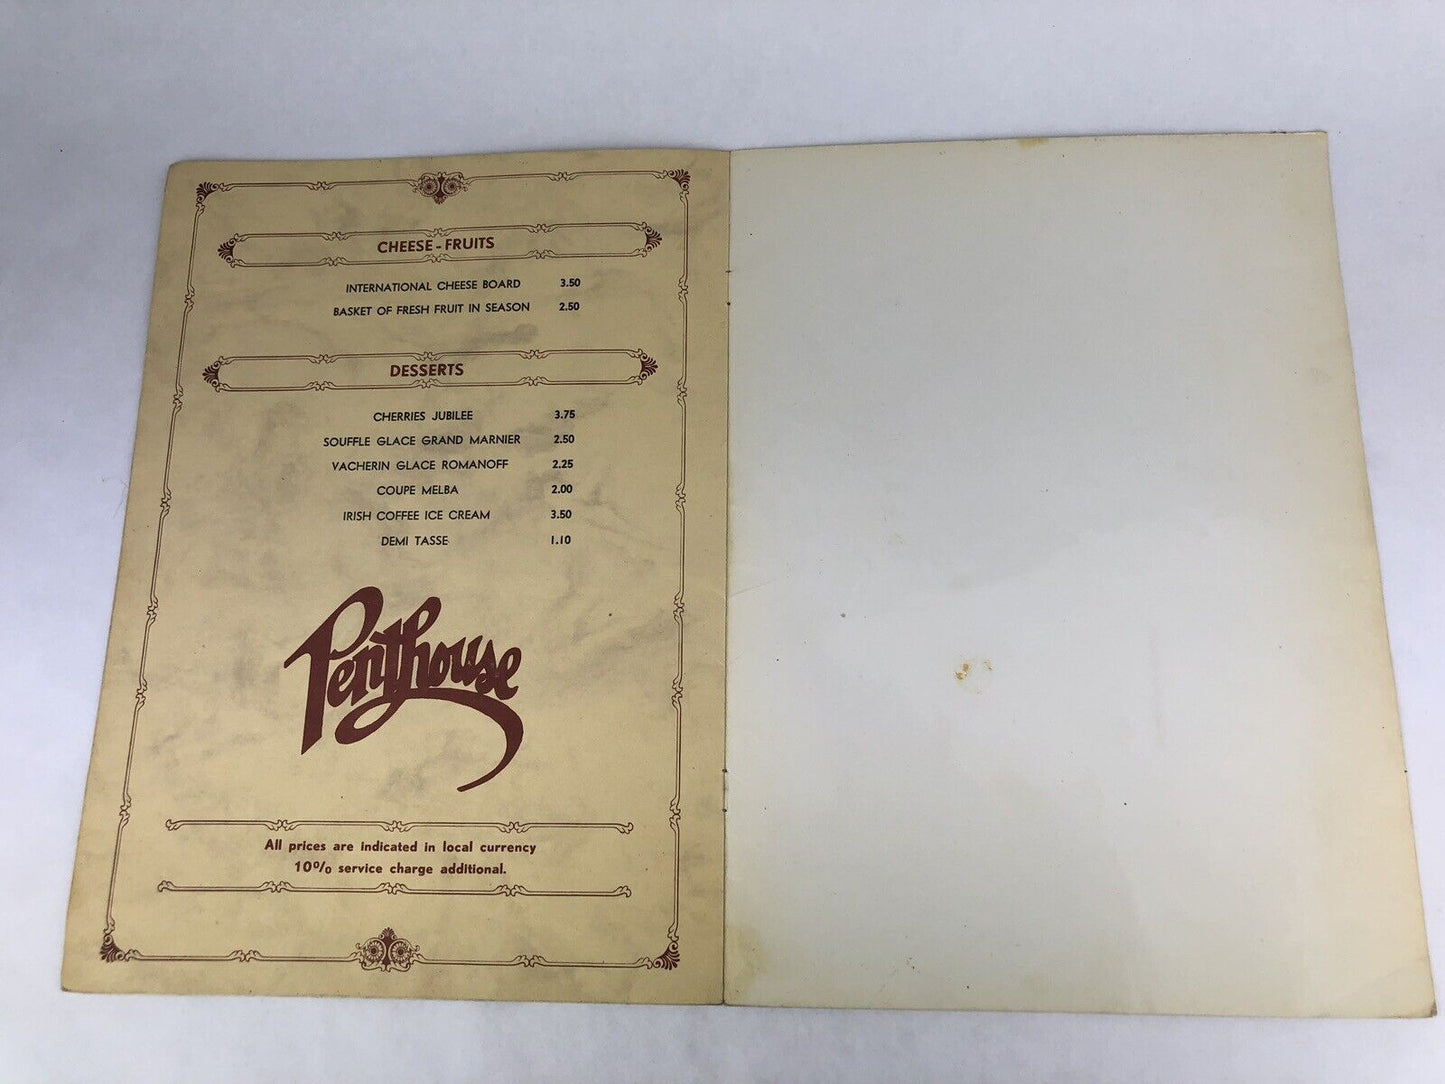 CHEESE - FRUITS
INTERNATIONAL CHEESE BOARD 3.50
BASKET OF FRESH FRUIT IN SEASON 2.50
DESSERTS
CHERRIES JUBILEE 3.75
SOUFFLE GLACE GRAND MARNIER 2.50
VACHERIN GLACE ROMANOFF 2.25
COUPE MELBA 2.00
IRISH COFFEE ICE CREAM 3.50
DEMI TASSE 1.10
Penthouse
All prices are indicated in local currency
10% service charge additional.